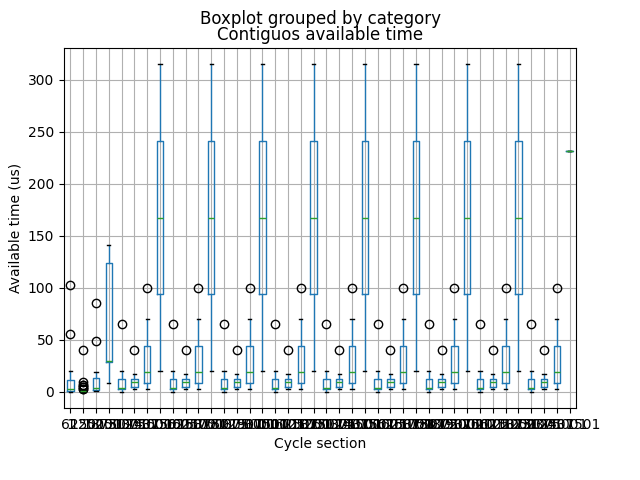 Boxplot grouped by category
Contiguos available time
300
250
200
150
100
50
0
Available time (us)
Cycle section